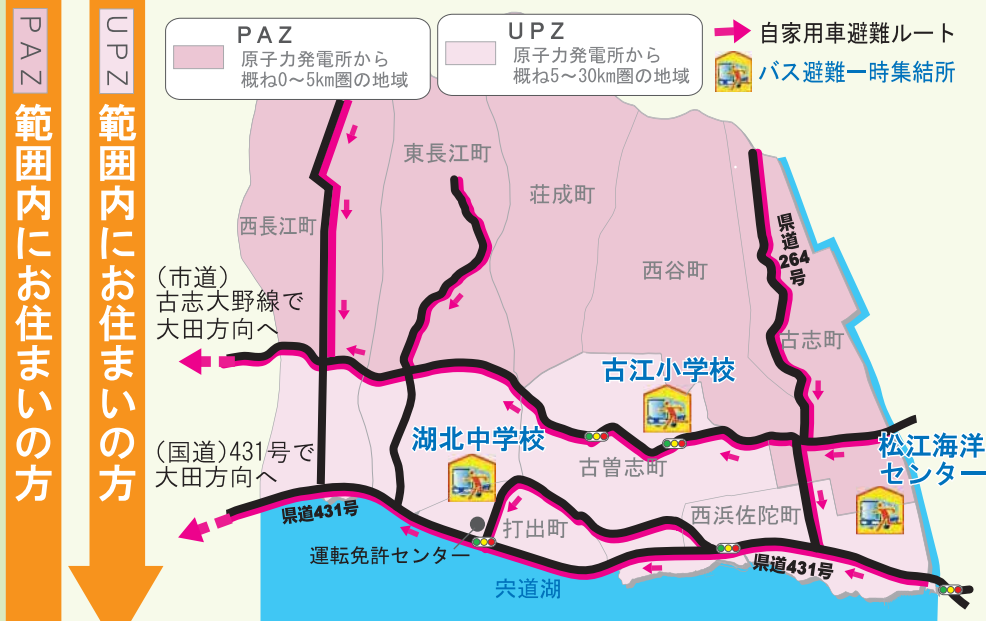 PAZ
範囲内にお住まいの方
UPZ
範囲内にお住まいの方
PAZ
原子力発電所から
概ね0～5km圏の地域
UPZ
原子力発電所から
概ね5～30km圏の地域
自家用車避難ルート
バス避難一時集結所
東長江町
荘成町
西長江町
西谷町
県道264号
古志町
(市道)
古志大野線で
大田方向へ
古江小学校
湖北中学校
古曽志町
松江海洋
センター
(国道)431号で
大田方向へ
県道431号
打出町
西浜佐陀町
運転免許センター
県道431号
宍道湖